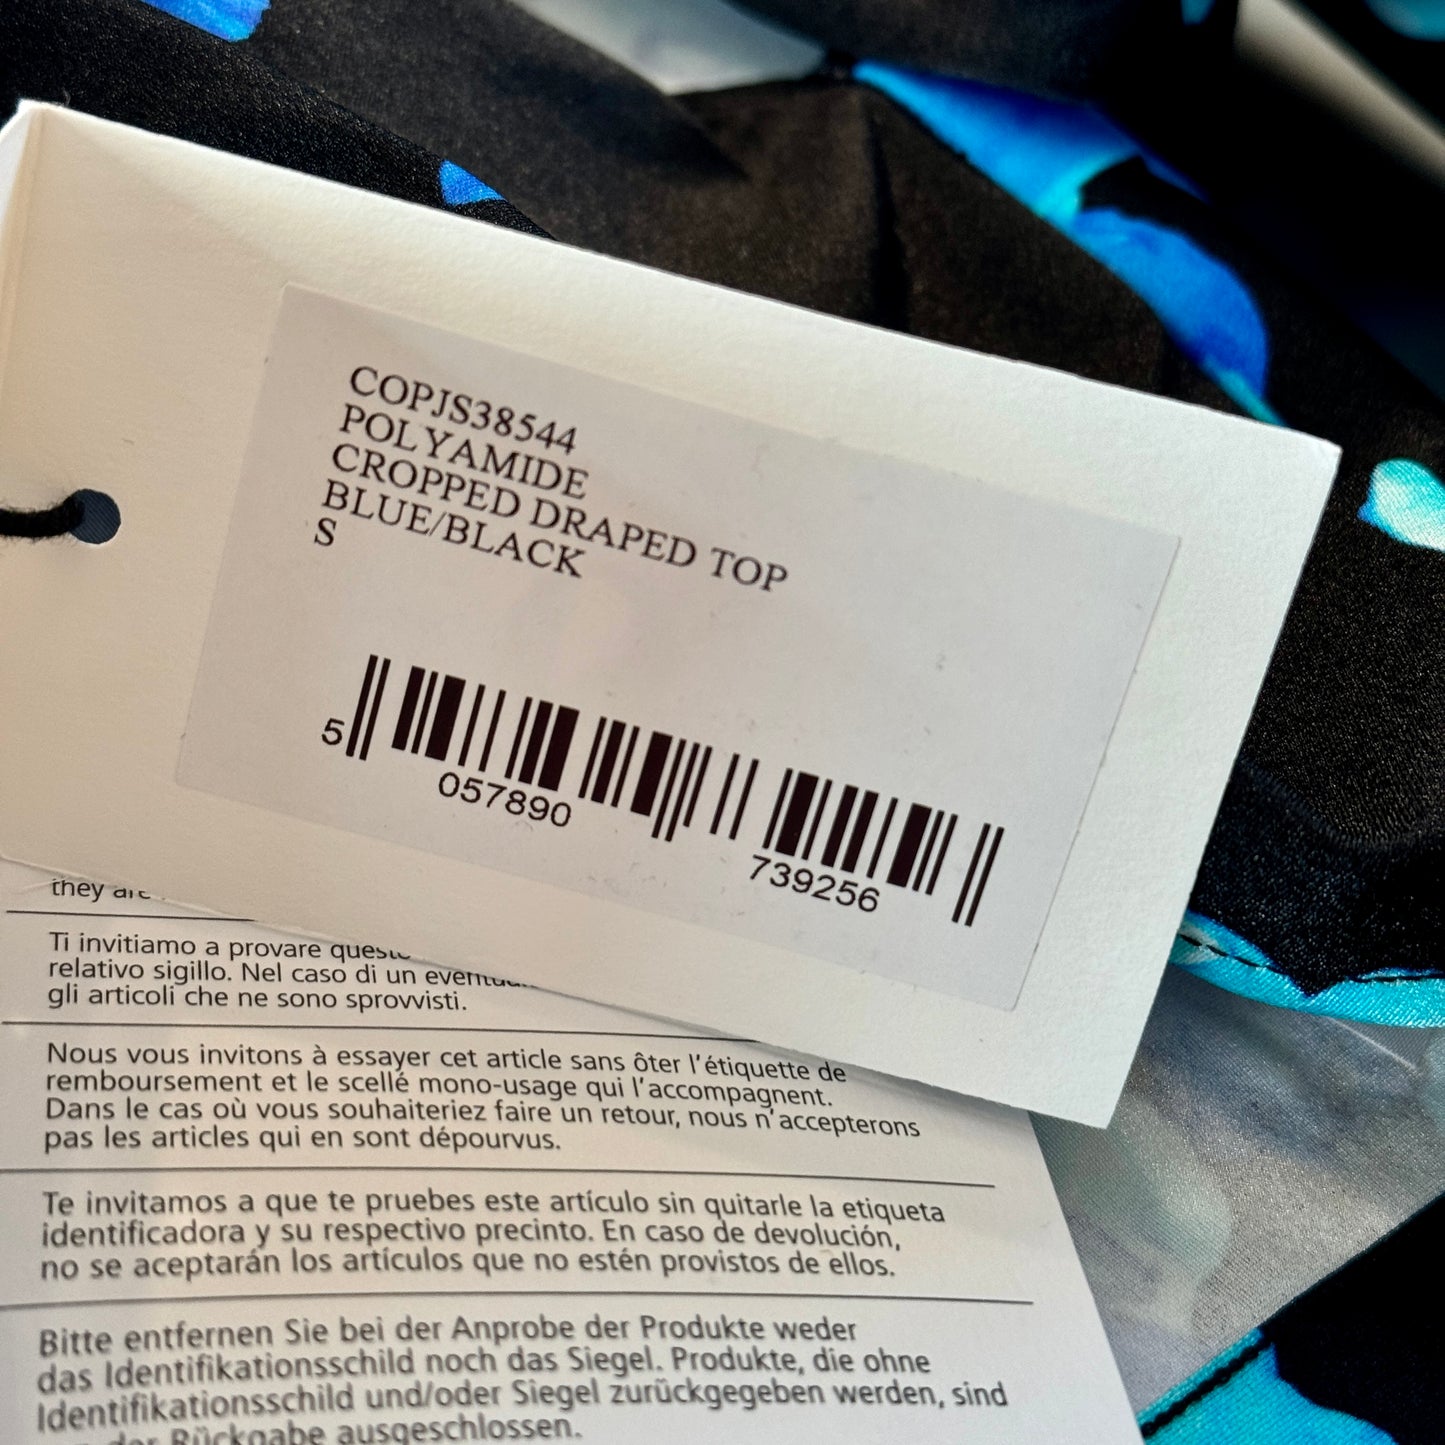 COPJS38544
POLYAMIDE
CROPPED DRAPED TOP
BLUE/BLACK
S
5 057890 739256
they are
Ti invitiamo a provare questo
relativo sigillo. Nel caso di un
gli articoli che ne sono sprovvisti.
Nous vous invitons à essayer cet article sans ôter l'étiquette de
remboursement et le scellé mono-usage qui l'accompagnent.
Dans le cas où vous souhaiteriez faire un retour, nous n'accepterons
pas les articles qui en sont dépourvus.
Te invitamos a que te pruebes este artículo sin quitarle la etiqueta
identificadora y su respectivo precinto. En caso de devolución,
no se aceptarán los artículos que no estén provistos de ellos.
Bitte entfernen Sie bei der Anprobe der Produkte weder
das Identifikationsschild noch das Siegel. Produkte, die ohne
Identifikationsschild und/oder Siegel zurückgegeben werden, sind
der Rückgabe ausgeschlossen.